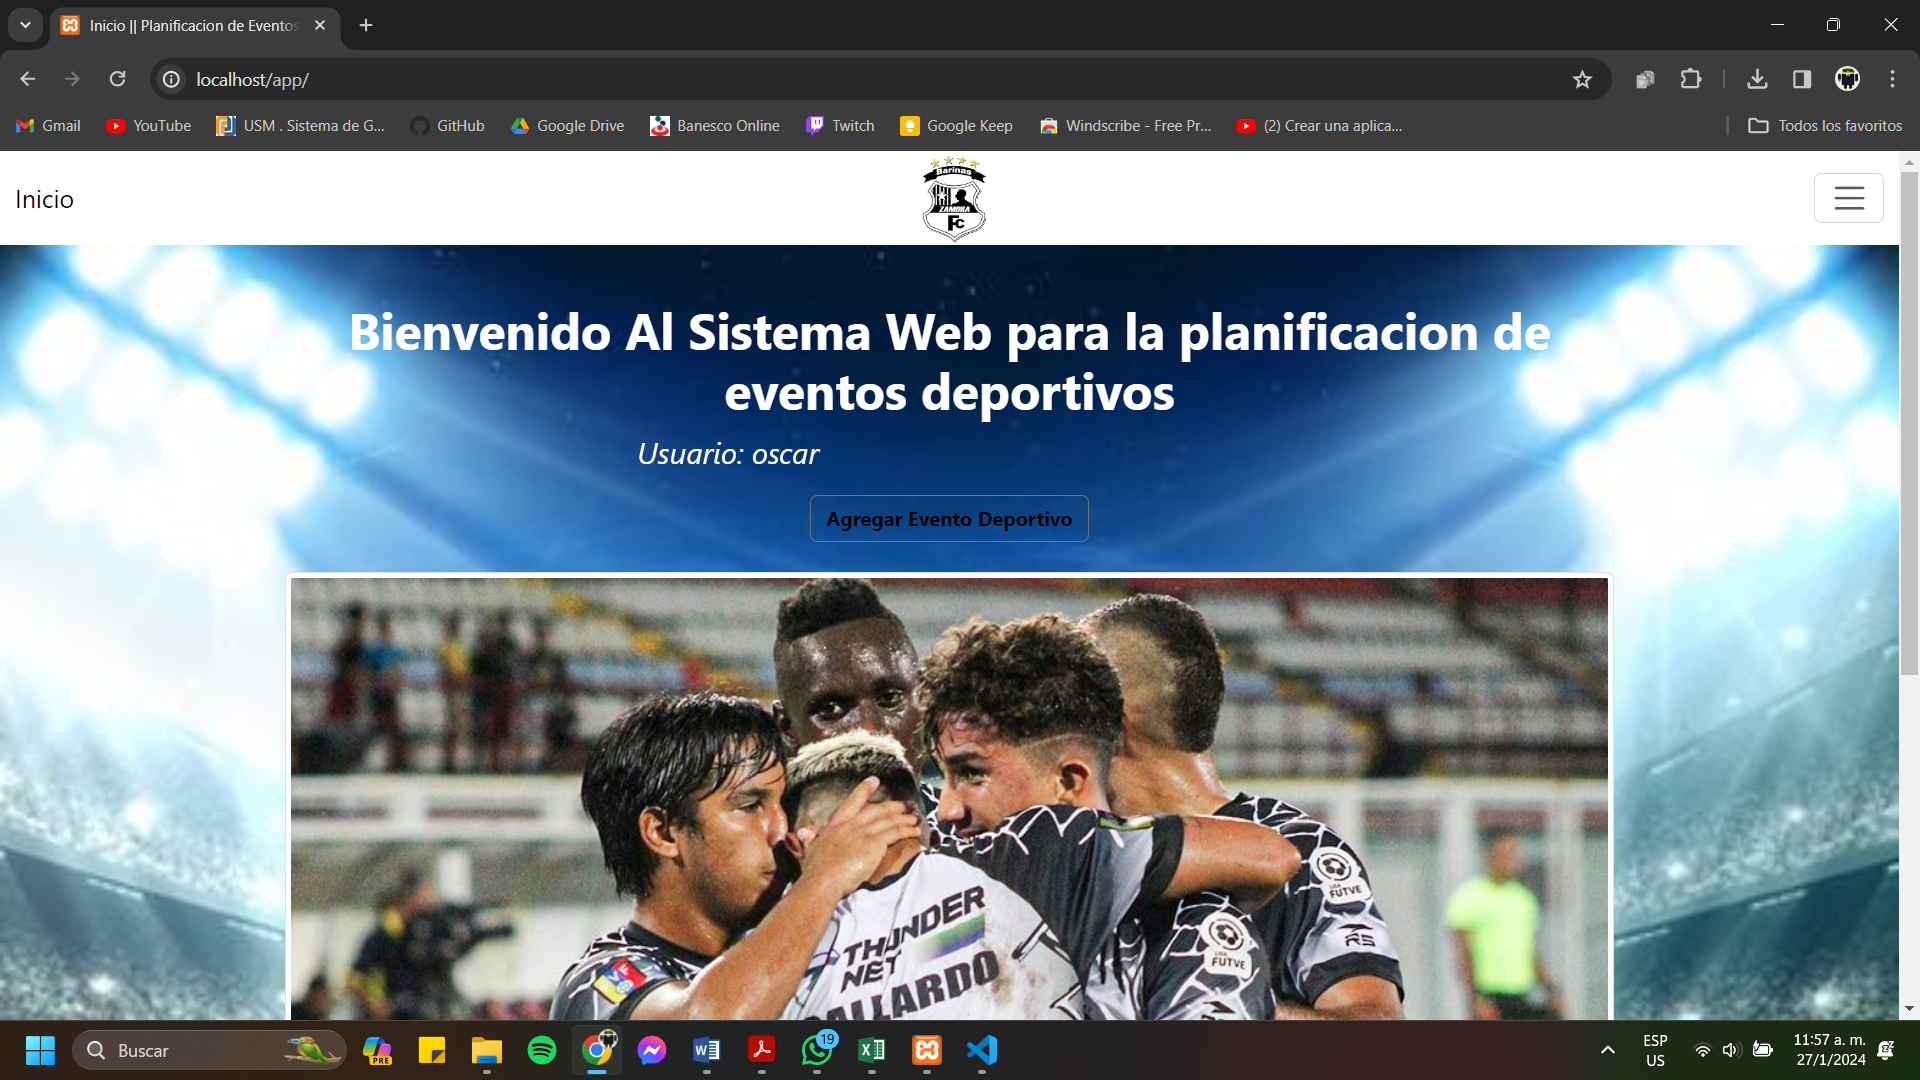 Inicio || Planificacion de Eventos
localhost/app/
Gmail
YouTube
USM . Sistema de G...
GitHub
Google Drive
Banesco Online
Twitch
Google Keep
Windscribe - Free Pr...
(2) Crear una aplica...
Todos los favoritos
Inicio
Barinas
ZAMORA
Fc
Bienvenido Al Sistema Web para la planificacion de
eventos deportivos
Usuario: oscar
Agregar Evento Deportivo
LIGA
FUTVE
RS
LIGA
FUTVE
THUNDER
NET
GALLARDO
Buscar
PRE
19
ESP
US
11:57 a. m.
27/1/2024